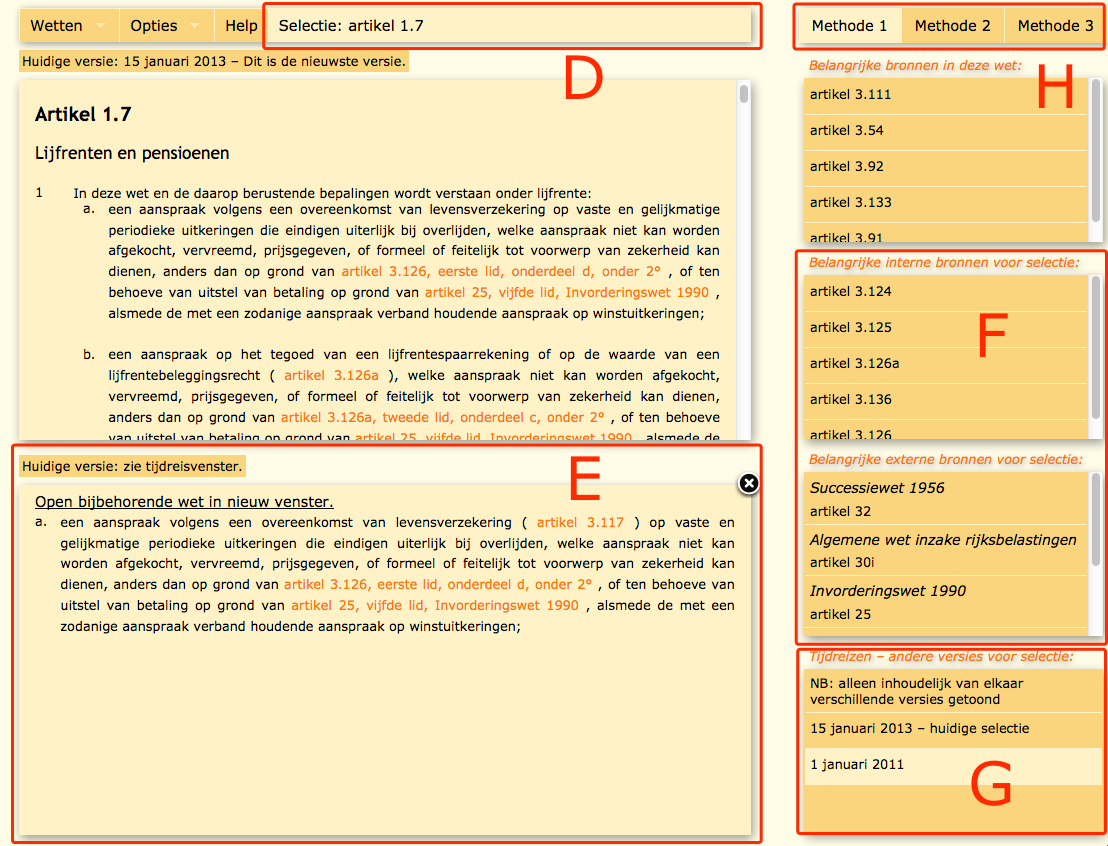 Wetten Opties Help Selectie: artikel 1.7
D
Huidige versie: 15 januari 2013 – Dit is de nieuwste versie.
Artikel 1.7
Lijfrenten en pensioenen
1 In deze wet en de daarop berustende bepalingen wordt verstaan onder lijfrente:
a. een aanspraak volgens een overeenkomst van levensverzekering op vaste en gelijkmatige
periodieke uitkeringen die eindigen uiterlijk bij overlijden, welke aanspraak niet kan worden
afgekocht, vervreemd, prijsgegeven, of formeel of feitelijk tot voorwerp van zekerheid kan
dienen, anders dan op grond van artikel 3.126, eerste lid, onderdeel d, onder 2° , of ten
behoeve van uitstel van betaling op grond van artikel 25, vijfde lid, Invorderingswet 1990 ,
alsmede de met een zodanige aanspraak verband houdende aanspraak op winstuitkeringen;
b. een aanspraak op het tegoed van een lijfrentespaarrekening of op de waarde van een
lijfrentebeleggingsrecht ( artikel 3.126a ), welke aanspraak niet kan worden afgekocht,
vervreemd, prijsgegeven, of formeel of feitelijk tot voorwerp van zekerheid kan dienen,
anders dan op grond van artikel 3.126a, tweede lid, onderdeel c, onder 2° , of ten behoeve
van uitstel van betaling op grond van artikel 25, vijfde lid, Invorderingswet 1990 , alsmede de
E
Huidige versie: zie tijdreisvenster.
Open bijbehorende wet in nieuw venster.
a. een aanspraak volgens een overeenkomst van levensverzekering ( artikel 3.117 ) op vaste en
gelijkmatige periodieke uitkeringen die eindigen uiterlijk bij overlijden, welke aanspraak niet kan
worden afgekocht, vervreemd, prijsgegeven, of formeel of feitelijk tot voorwerp van zekerheid kan
dienen, anders dan op grond van artikel 3.126, eerste lid, onderdeel d, onder 2° , of ten behoeve van
uitstel van betaling op grond van artikel 25, vijfde lid, Invorderingswet 1990 , alsmede de met een
zodanige aanspraak verband houdende aanspraak op winstuitkeringen;
Methode 1 Methode 2 Methode 3
H
Belangrijke bronnen in deze wet:
artikel 3.111
artikel 3.54
artikel 3.92
artikel 3.133
artikel 3.91
Belangrijke interne bronnen voor selectie:
F
artikel 3.124
artikel 3.125
artikel 3.126a
artikel 3.136
artikel 3.126
Belangrijke externe bronnen voor selectie:
Successiewet 1956
artikel 32
Algemene wet inzake rijksbelastingen
artikel 30i
Invorderingswet 1990
artikel 25
Tijdreizen – andere versies voor selectie:
NB: alleen inhoudelijk van elkaar
verschillende versies getoond
15 januari 2013 – huidige selectie
1 januari 2011
G